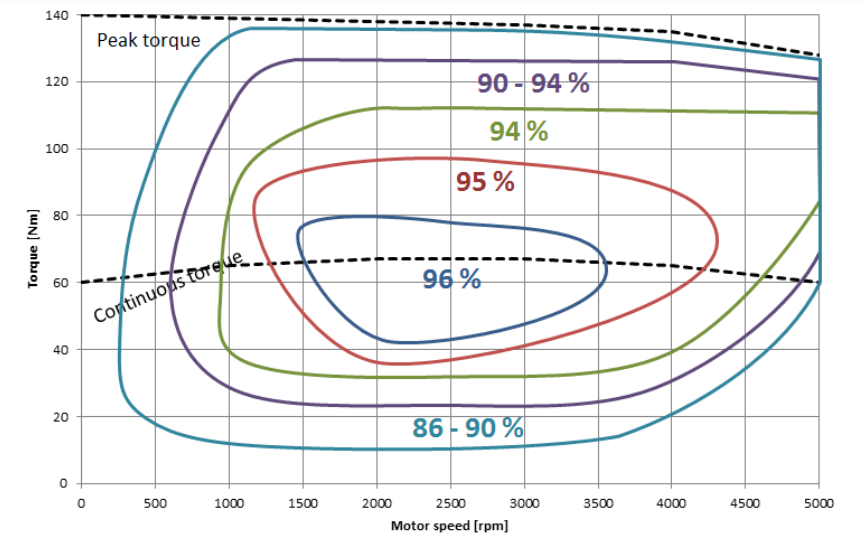 140
Peak torque
120
90 - 94 %
94 %
100
95 %
80
Torque [Nm]
Continuous torque
60
96 %
40
20
86 - 90 %
0
0 500 1000 1500 2000 2500 3000 3500 4000 4500 5000
Motor speed [rpm]